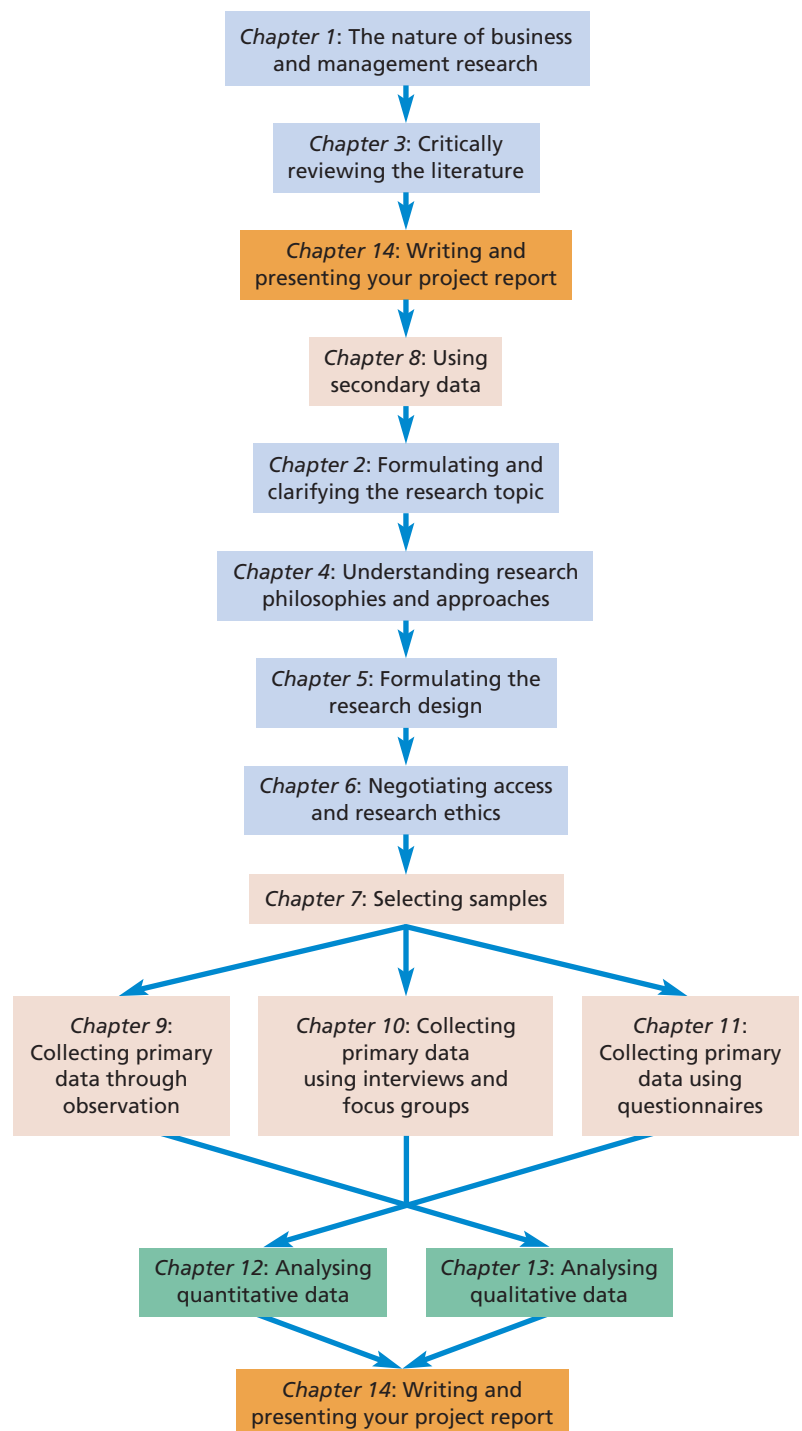 Chapter 1: The nature of business
and management research
Chapter 3: Critically
reviewing the literature
Chapter 14: Writing and
presenting your project report
Chapter 8: Using
secondary data
Chapter 2: Formulating and
clarifying the research topic
Chapter 4: Understanding research
philosophies and approaches
Chapter 5: Formulating the
research design
Chapter 6: Negotiating access
and research ethics
Chapter 7: Selecting samples
Chapter 9:
Collecting primary
data through
observation
Chapter 10: Collecting
primary data
using interviews and
focus groups
Chapter 11:
Collecting primary
data using
questionnaires
Chapter 12: Analysing
quantitative data
Chapter 13: Analysing
qualitative data
Chapter 14: Writing and
presenting your project report